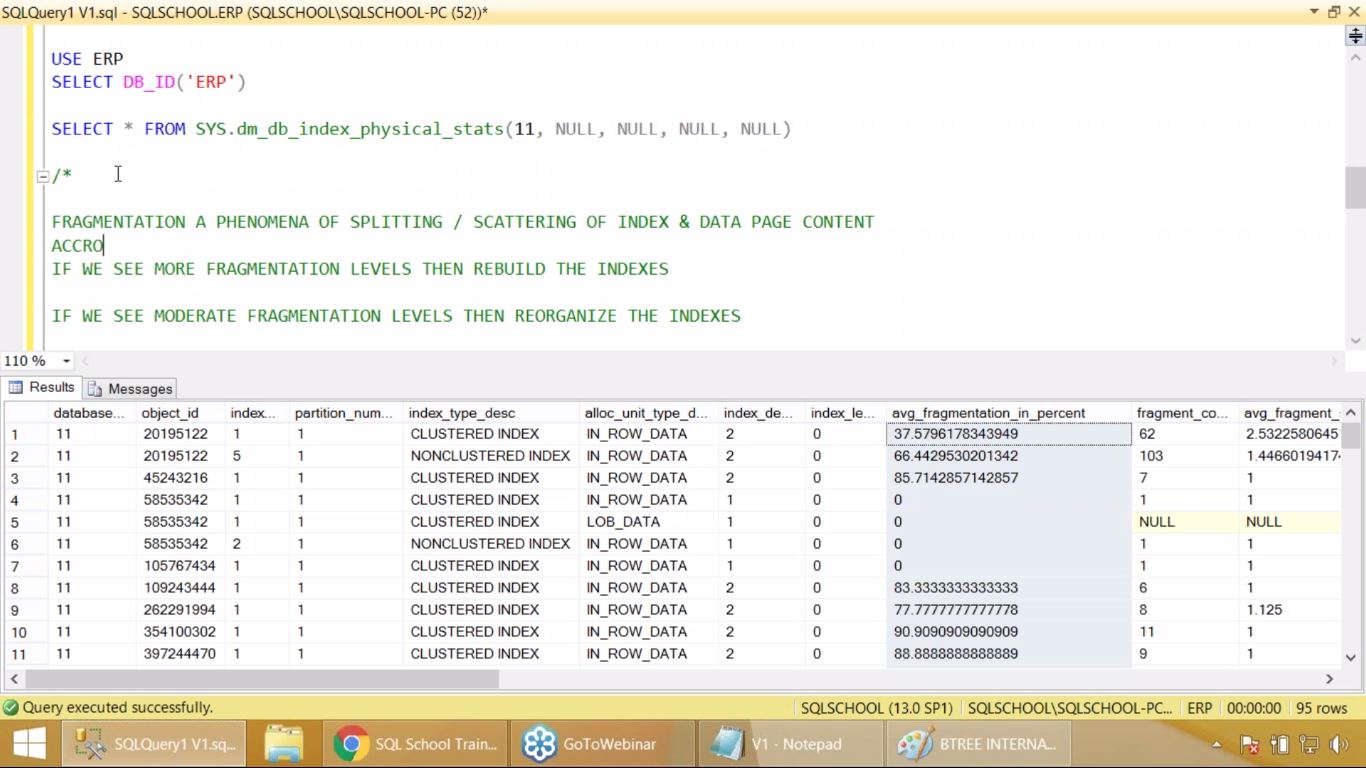 SQLQuery1 V1.sql - SQLSCHOOL.ERP (SQLSCHOOL\SQLSCHOOL-PC (52))*
USE ERP
SELECT DB_ID('ERP')
SELECT * FROM SYS.dm_db_index_physical_stats(11, NULL, NULL, NULL, NULL)
/*
FRAGMENTATION A PHENOMENA OF SPLITTING / SCATTERING OF INDEX & DATA PAGE CONTENT
ACCRO
IF WE SEE MORE FRAGMENTATION LEVELS THEN REBUILD THE INDEXES
IF WE SEE MODERATE FRAGMENTATION LEVELS THEN REORGANIZE THE INDEXES
110 %
Results Messages
database... object_id index... partition_num... index_type_desc alloc_unit_type_d... index_de... index_le... avg_fragmentation_in_percent fragment_co... avg_fragment_
1 11 20195122 1 1 CLUSTERED INDEX IN_ROW_DATA 2 0 37.5796178343949 62 2.5322580645
2 11 20195122 5 1 NONCLUSTERED INDEX IN_ROW_DATA 2 0 66.4429530201342 103 1.4466019417
3 11 45243216 1 1 CLUSTERED INDEX IN_ROW_DATA 2 0 85.7142857142857 7 1
4 11 58535342 1 1 CLUSTERED INDEX IN_ROW_DATA 1 0 0 1 1
5 11 58535342 1 1 CLUSTERED INDEX LOB_DATA 1 0 0 NULL NULL
6 11 58535342 2 1 NONCLUSTERED INDEX IN_ROW_DATA 1 0 0 1 1
7 11 105767434 1 1 CLUSTERED INDEX IN_ROW_DATA 1 0 0 1 1
8 11 109243444 1 1 CLUSTERED INDEX IN_ROW_DATA 2 0 83.3333333333333 6 1
9 11 262291994 1 1 CLUSTERED INDEX IN_ROW_DATA 2 0 77.7777777777778 8 1.125
10 11 354100302 1 1 CLUSTERED INDEX IN_ROW_DATA 2 0 90.9090909090909 11 1
11 11 397244470 1 1 CLUSTERED INDEX IN_ROW_DATA 2 0 88.8888888888889 9 1
Query executed successfully. SQLSCHOOL (13.0 SP1) SQLSCHOOL\SQLSCHOOL-PC... ERP 00:00:00 95 rows
SQLQuery1 V1.sq... SQL School Train... GoToWebinar V1 - Notepad BTREE INTERNA...